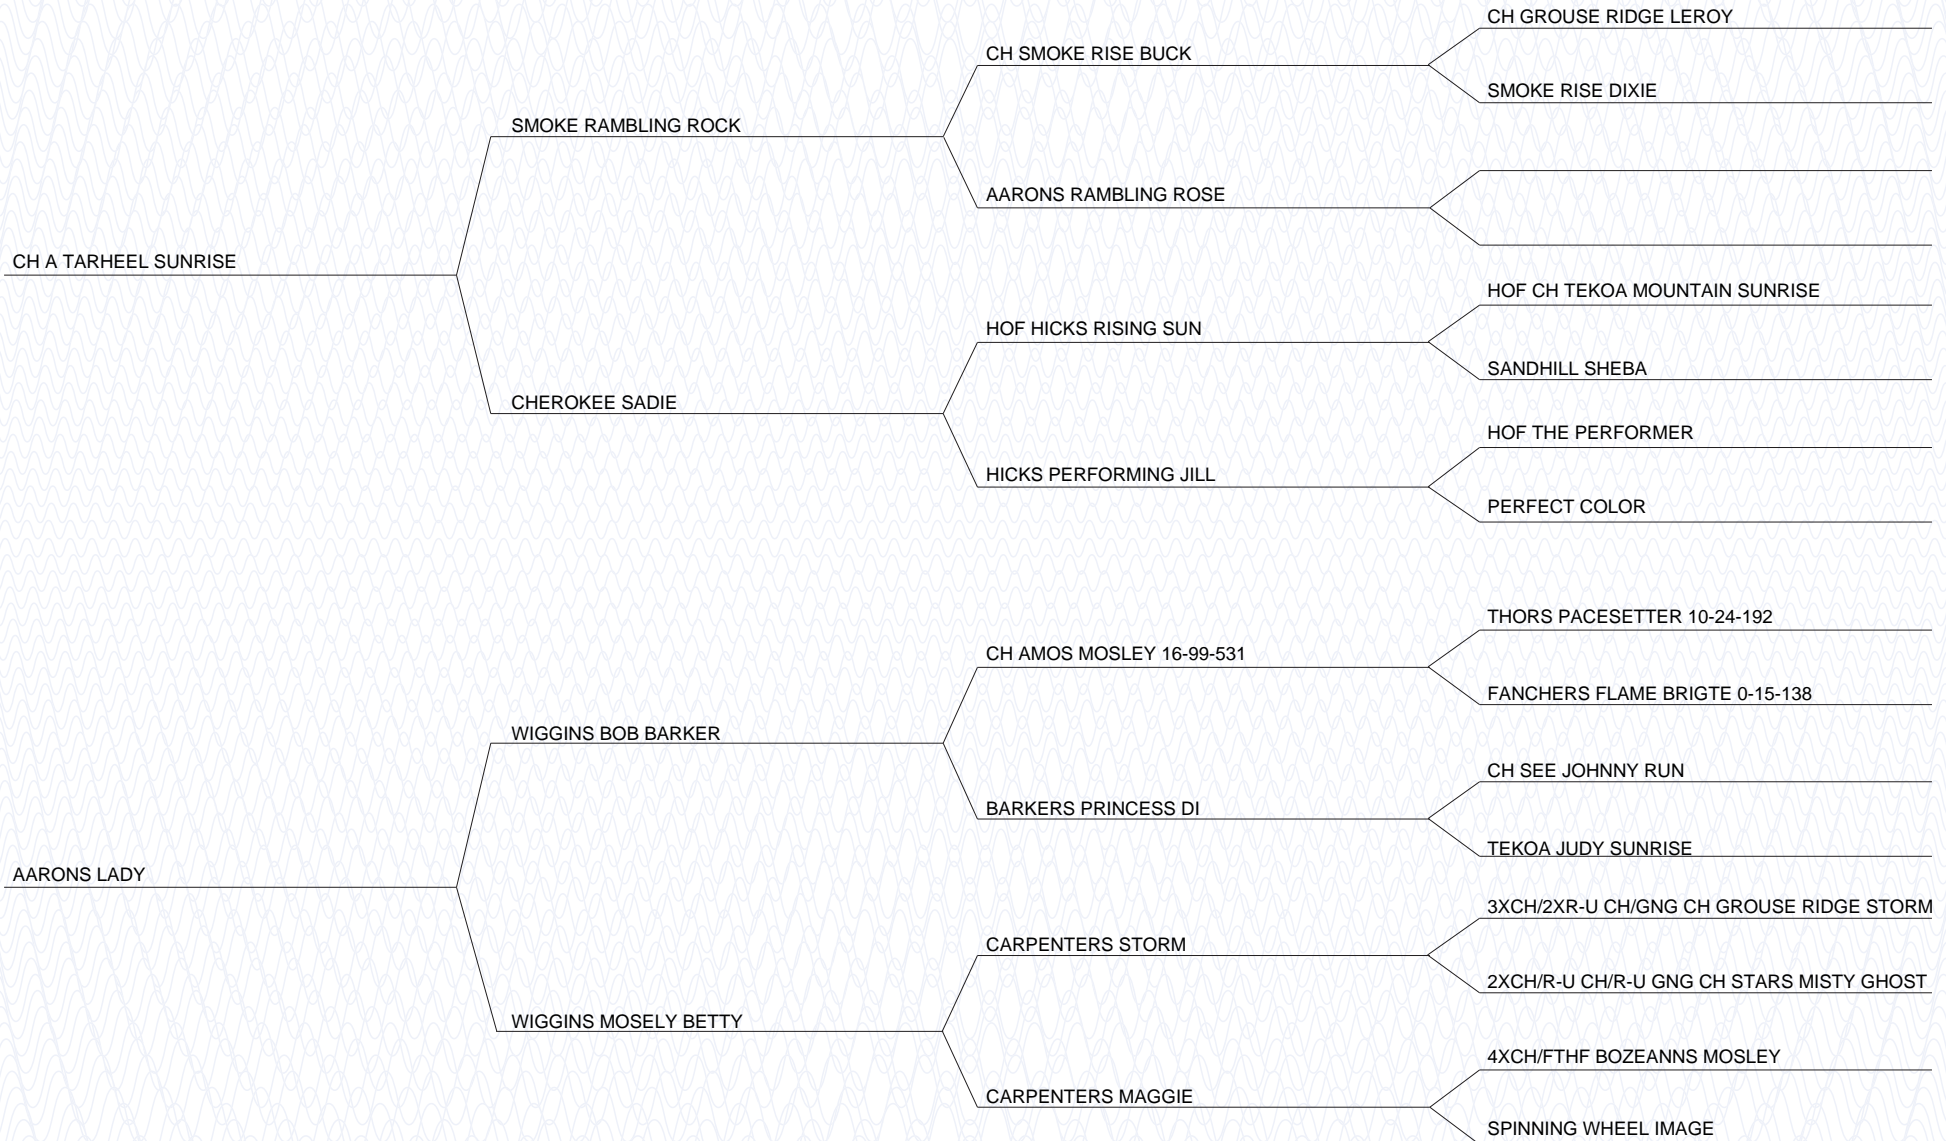 CH GROUSE RIDGE LEROY
CH SMOKE RISE BUCK
SMOKE RISE DIXIE
SMOKE RAMBLING ROCK
AARONS RAMBLING ROSE
CH A TARHEEL SUNRISE
HOF CH TEKOA MOUNTAIN SUNRISE
HOF HICKS RISING SUN
SANDHILL SHEBA
CHEROKEE SADIE
HOF THE PERFORMER
HICKS PERFORMING JILL
PERFECT COLOR
THORS PACESETTER 10-24-192
CH AMOS MOSLEY 16-99-531
FANCHERS FLAME BRIGTE 0-15-138
WIGGINS BOB BARKER
CH SEE JOHNNY RUN
BARKERS PRINCESS DI
TEKOA JUDY SUNRISE
AARONS LADY
3XCH/2XR-U CH/GNG CH GROUSE RIDGE STORM
CARPENTERS STORM
2XCH/R-U CH/R-U GNG CH STARS MISTY GHOST
WIGGINS MOSELY BETTY
4XCH/FTHF BOZEANNS MOSLEY
CARPENTERS MAGGIE
SPINNING WHEEL IMAGE